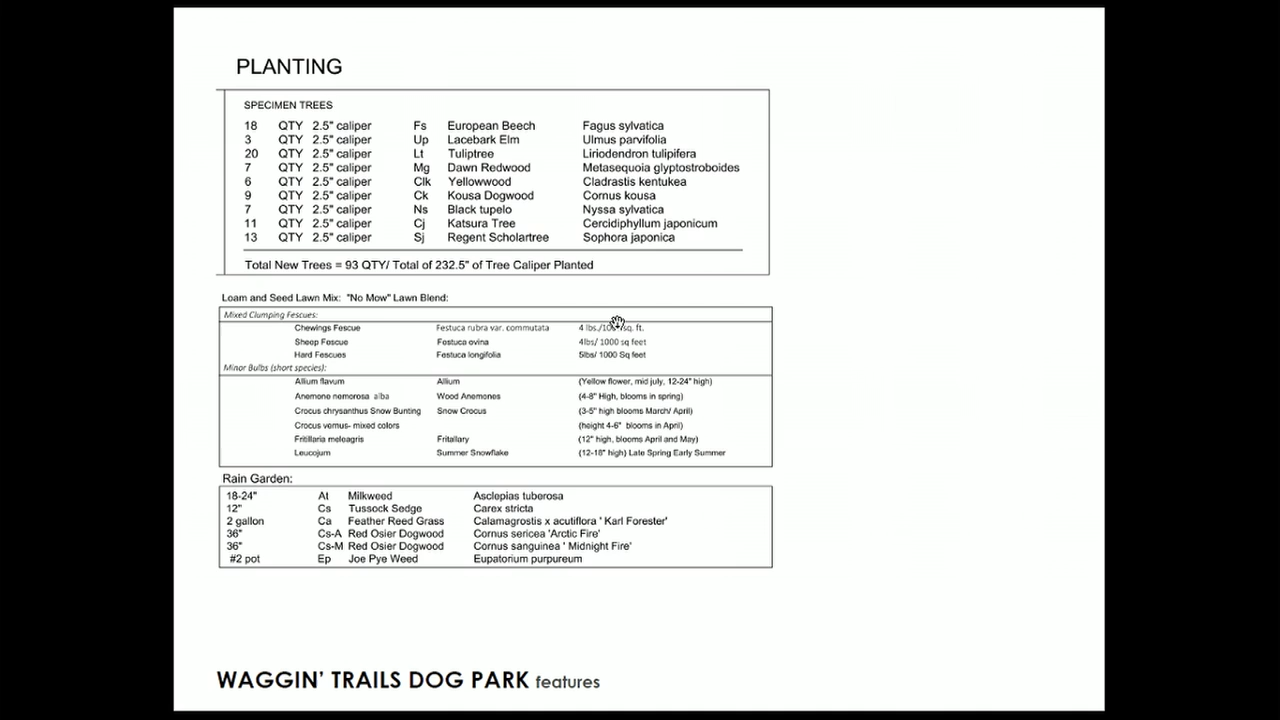 PLANTING
SPECIMEN TREES
18 QTY 2.5" caliper Fs European Beech Fagus sylvatica
3 QTY 2.5" caliper Up Lacebark Elm Ulmus parvifolia
20 QTY 2.5" caliper Lt Tuliptree Liriodendron tulipifera
7 QTY 2.5" caliper Mg Dawn Redwood Metasequoia glyptostroboides
6 QTY 2.5" caliper Clk Yellowwood Cladrastis kentukea
9 QTY 2.5" caliper Ck Kousa Dogwood Cornus kousa
7 QTY 2.5" caliper Ns Black tupelo Nyssa sylvatica
11 QTY 2.5" caliper Cj Katsura Tree Cercidiphyllum japonicum
13 QTY 2.5" caliper Sj Regent Scholartree Sophora japonica
Total New Trees = 93 QTY/ Total of 232.5" of Tree Caliper Planted
Loam and Seed Lawn Mix: "No Mow" Lawn Blend:
Mixed Clumping Fescues:
Chewings Fescue Festuca rubra var. commutata 4 lbs./ sq. ft.
Sheep Fescue Festuca ovina 4lbs/ 1000 sq feet
Hard Fescues Festuca longifolia 5lbs/ 1000 Sq feet
Minor Bulbs (short species):
Allium flavum Allium (Yellow flower, mid july, 12-24" high)
Anemone nemorosa alba Wood Anemones (4-8" High, blooms in spring)
Crocus chrysanthus Snow Bunting Snow Crocus (3-5" high blooms March/ April)
Crocus vernus- mixed colors (height 4-6" blooms in April)
Fritillaria meleagris Fritallary (12" high, blooms April and May)
Leucojum Summer Snowflake (12-18" high) Late Spring Early Summer
Rain Garden:
18-24" At Milkweed Asclepias tuberosa
12" Cs Tussock Sedge Carex stricta
2 gallon Ca Feather Reed Grass Calamagrostis x acutiflora ' Karl Forester'
36" Cs-A Red Osier Dogwood Cornus sericea 'Arctic Fire'
36" Cs-M Red Osier Dogwood Cornus sanguinea ' Midnight Fire'
#2 pot Ep Joe Pye Weed Eupatorium purpureum
WAGGIN' TRAILS DOG PARK features